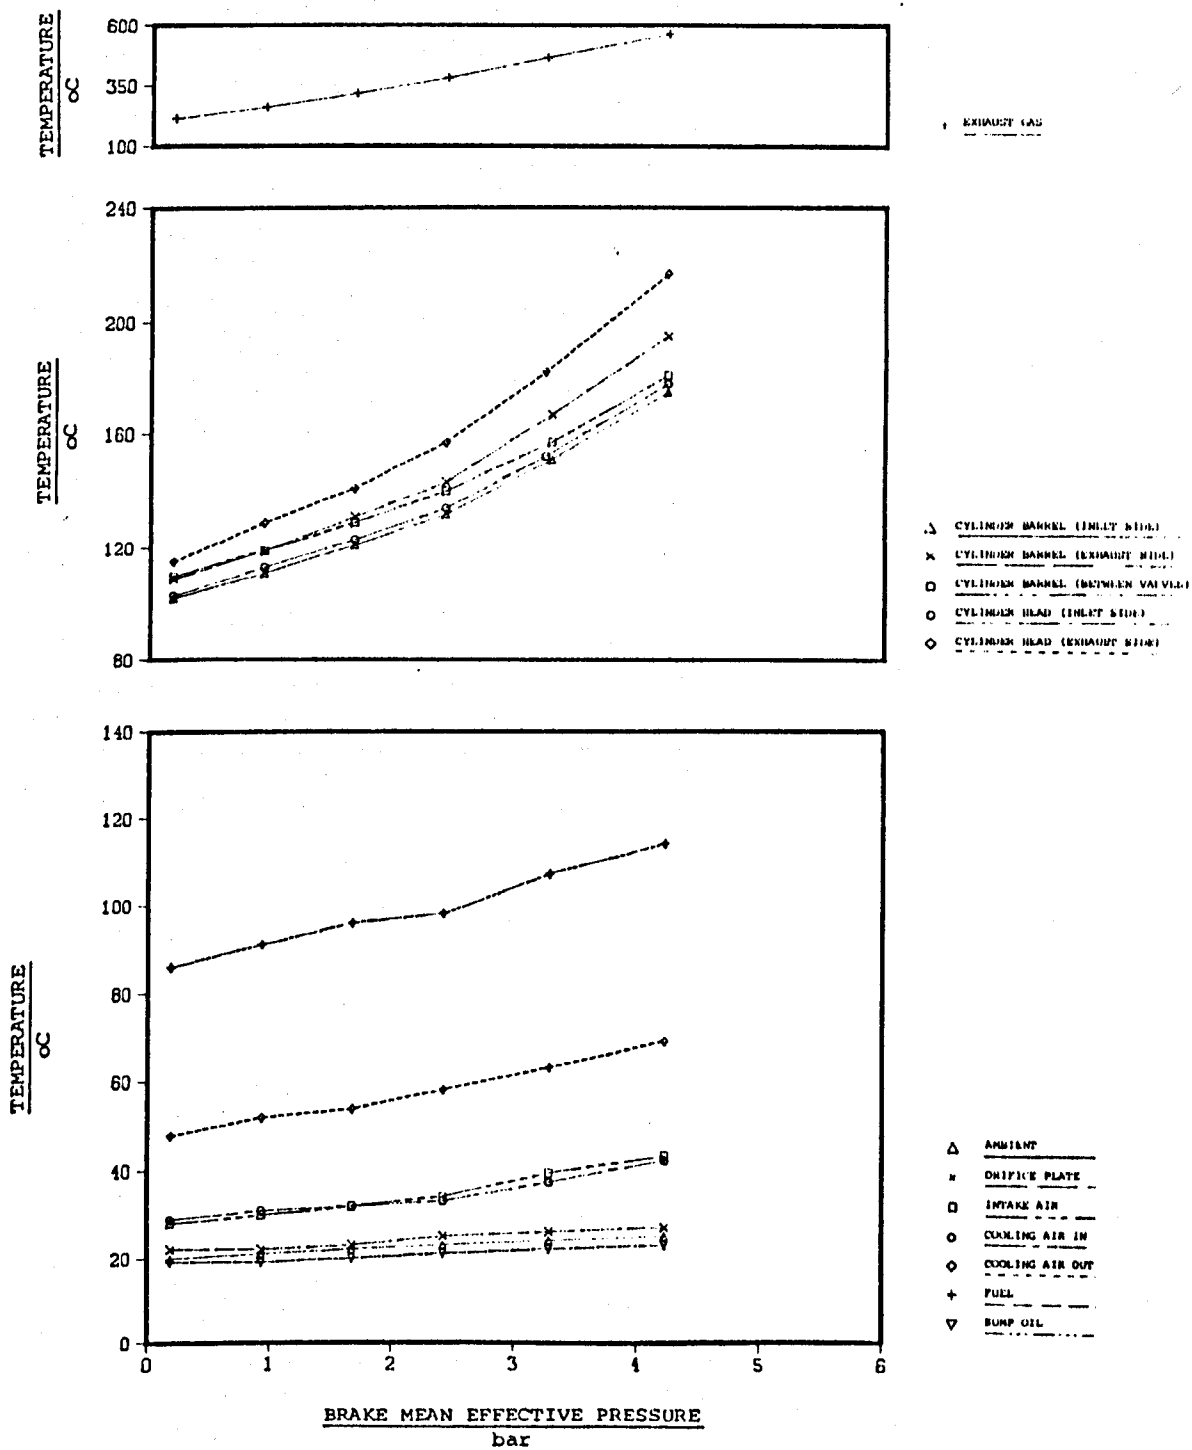 TEMPERATURE
oC
600
350
100
EXHAUST GAS
TEMPERATURE
oC
240
200
160
120
80
CYLINDER BARREL (INLET SIDE)
CYLINDER BARREL (EXHAUST SIDE)
CYLINDER BARREL (BETWEEN VALVES)
CYLINDER HEAD (INLET SIDE)
CYLINDER HEAD (EXHAUST SIDE)
TEMPERATURE
oC
140
120
100
80
60
40
20
0
AMBIENT
ORIFICE PLATE
INTAKE AIR
COOLING AIR IN
COOLING AIR OUT
FUEL
SUMP OIL
0 1 2 3 4 5 6
BRAKE MEAN EFFECTIVE PRESSURE
bar